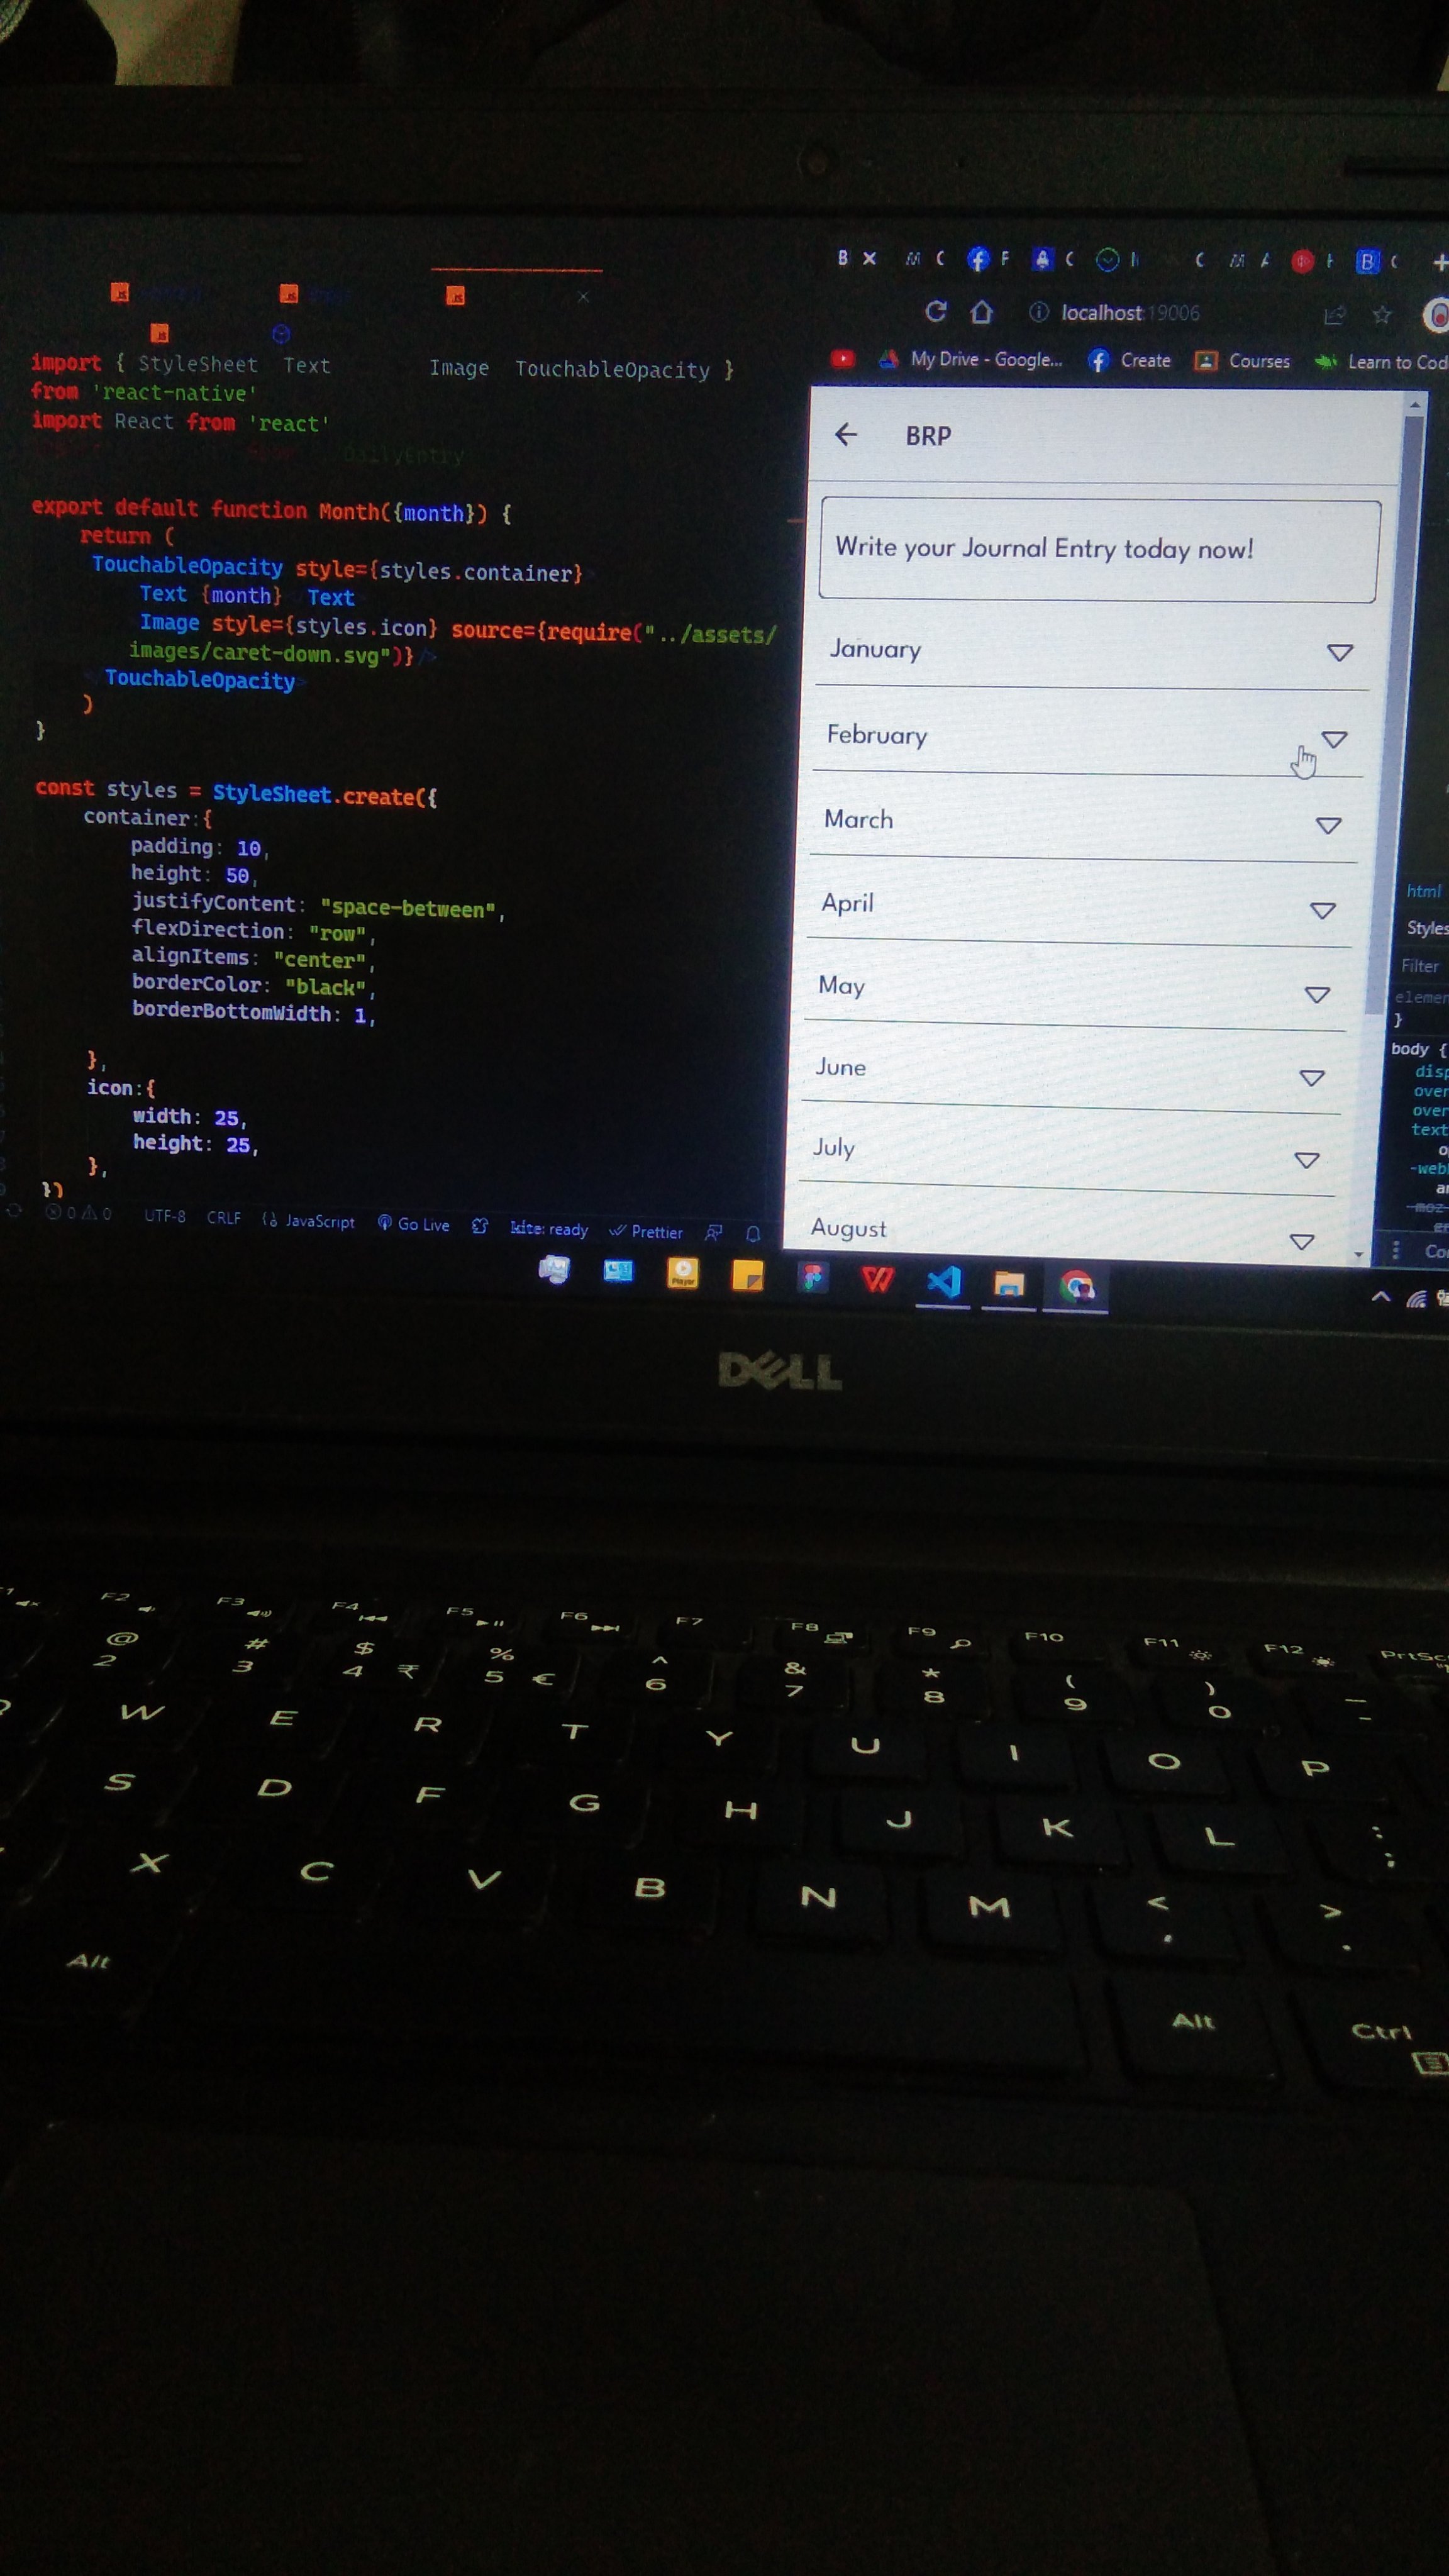 import { StyleSheet Text Image TouchableOpacity }
from 'react-native'
import React from 'react'
DailyEntry
export default function Month({month}) {
return (
TouchableOpacity style={styles.container}
Text {month} Text
Image style={styles.icon} source={require("../assets/
images/caret-down.svg")}/>
TouchableOpacity>
)
}
const styles = StyleSheet.create({
container:{
padding: 10,
height: 50,
justifyContent: "space-between",
flexDirection: "row",
alignItems: "center",
borderColor: "black",
borderBottomWidth: 1,
},
icon:{
width: 25,
height: 25,
},
})
0 0 UTF-8 CRLF JavaScript Go Live kite: ready Prettier
B C F C C
localhost:19006
My Drive - Google... Create Courses Learn to Cod
BRP
Write your Journal Entry today now!
January
February
March
April
May
June
July
August
html
Styles
Filter
elemen
}
body {
disp
over
over
text
-webk
-moz-
Co
Player
DELL
F2 F3 F4 F5 F6 F7 F8 F9 F10 F11 F12 PrtSc
@ # $ % ^ & * ( ) _
2 3 4 ₹ 5 € 6 7 8 9 0 -
W E R T Y U I O P
S D F G H J K L : ;
X C V B N M < , > .
Alt Alt Ctrl